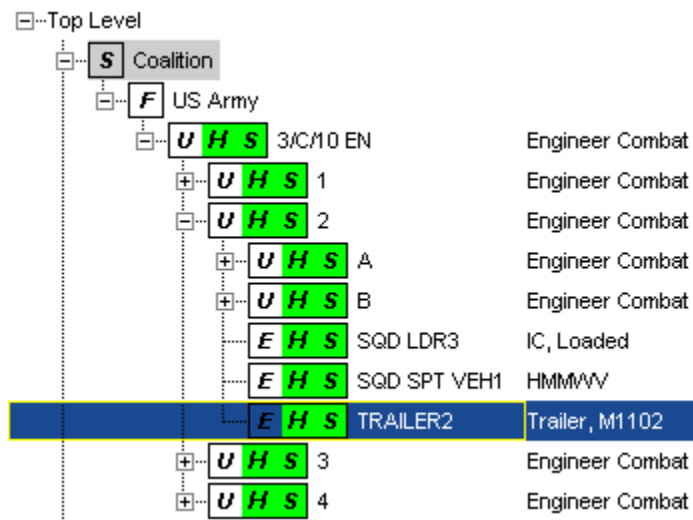 Top Level
S Coalition
F US Army
U H S 3/C/10 EN Engineer Combat
U H S 1 Engineer Combat
U H S 2 Engineer Combat
U H S A Engineer Combat
U H S B Engineer Combat
E H S SQD LDR3 IC, Loaded
E H S SQD SPT VEH1 HMMWV
E H S TRAILER2 Trailer, M1102
U H S 3 Engineer Combat
U H S 4 Engineer Combat